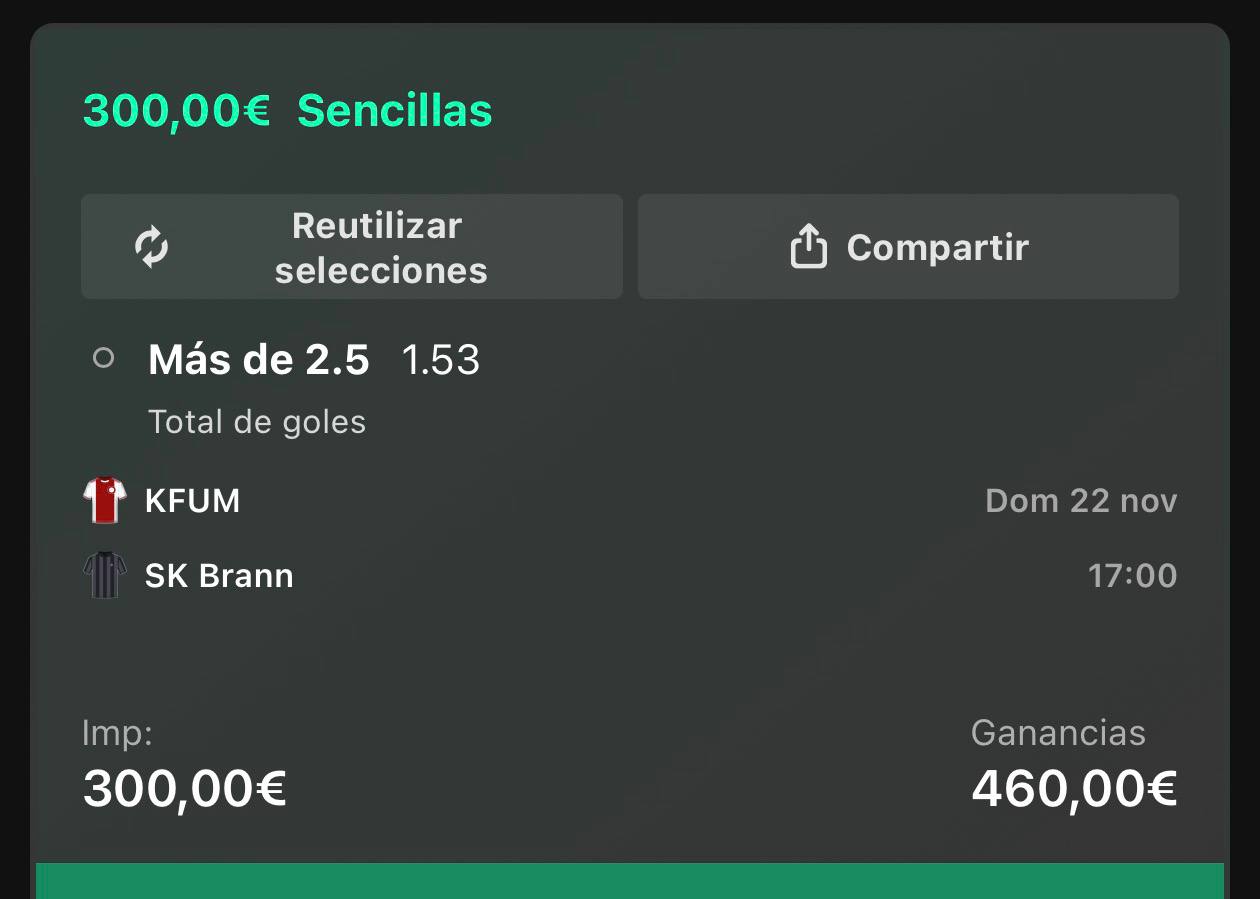 300,00€ Sencillas
Reutilizar
selecciones
Compartir
Más de 2.5 1.53
Total de goles
KFUM
Dom 22 nov
SK Brann
17:00
Imp:
Ganancias
300,00€
460,00€